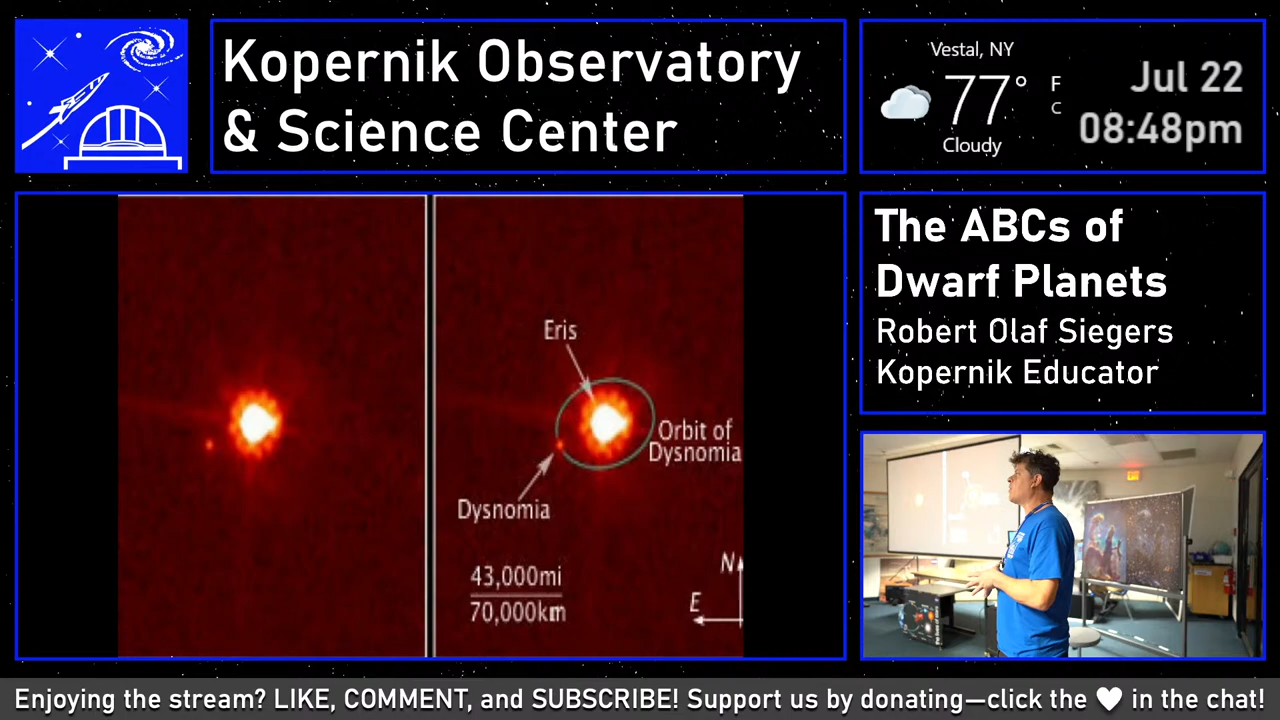 Kopernik Observatory
& Science Center
Vestal, NY
77°
F
C
Cloudy
Jul 22
08:48pm
Eris
Orbit of
Dysnomia
Dysnomia
43,000mi
70,000km
N
E
The ABCs of
Dwarf Planets
Robert Olaf Siegers
Kopernik Educator
Enjoying the stream? LIKE, COMMENT, and SUBSCRIBE! Support us by donating—click the ♥ in the chat!